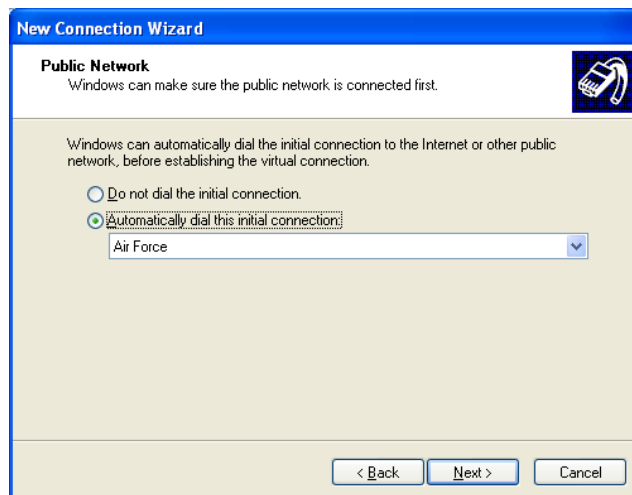 New Connection Wizard
Public Network
Windows can make sure the public network is connected first.
Windows can automatically dial the initial connection to the Internet or other public
network, before establishing the virtual connection.
Do not dial the initial connection.
Automatically dial this initial connection:
Air Force
< Back Next > Cancel